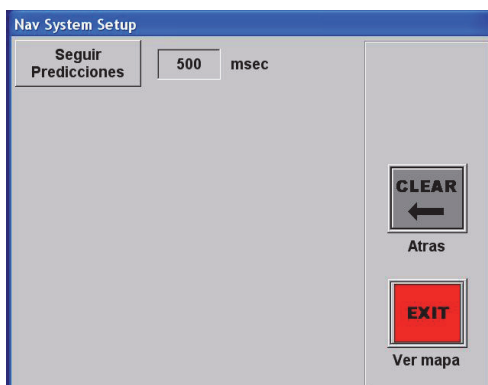 Nav System Setup
Seguir
Predicciones
500 msec
CLEAR
Atras
EXIT
Ver mapa